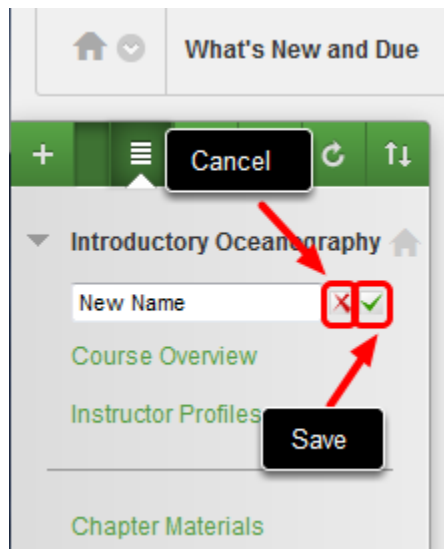 What's New and Due
Cancel
Introductory Oceanography
New Name
Course Overview
Instructor Profiles
Save
Chapter Materials